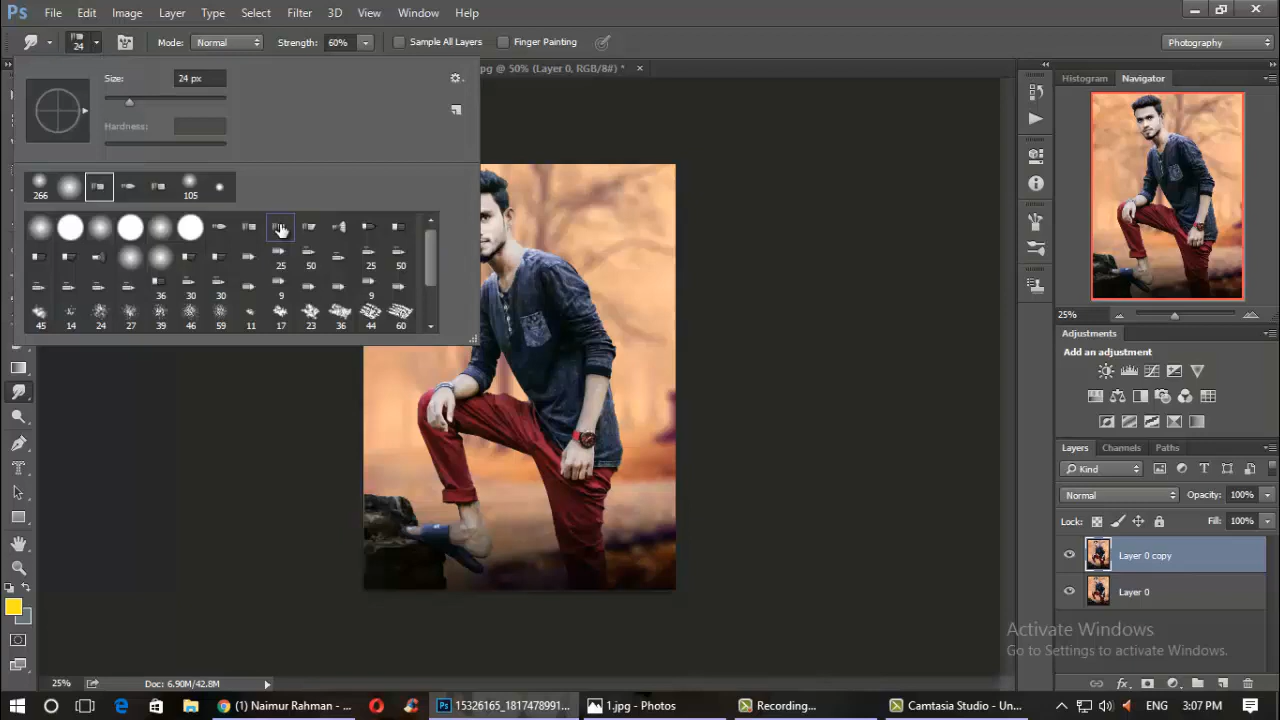 Ps File Edit Image Layer Type Select Filter 3D View Window Help
24 Mode: Normal Strength: 60% Sample All Layers Finger Painting Photography
pg @ 50% (Layer 0, RGB/8#) *
Size: 24 px
Hardness:
266 105
25 50 25 50
36 30 30 9 9
45 14 24 27 39 46 59 11 17 23 36 44 60
Histogram Navigator
25%
Adjustments
Add an adjustment
Layers Channels Paths
Kind
Normal Opacity: 100%
Lock: Fill: 100%
Layer 0 copy
Layer 0
Activate Windows
Go to Settings to activate Windows.
25% Doc: 6.90M/42.8M
(1) Naimur Rahman - ... Ps 15326165_1817478991... 1.jpg - Photos Recording... Camtasia Studio - Un... 3:07 PM